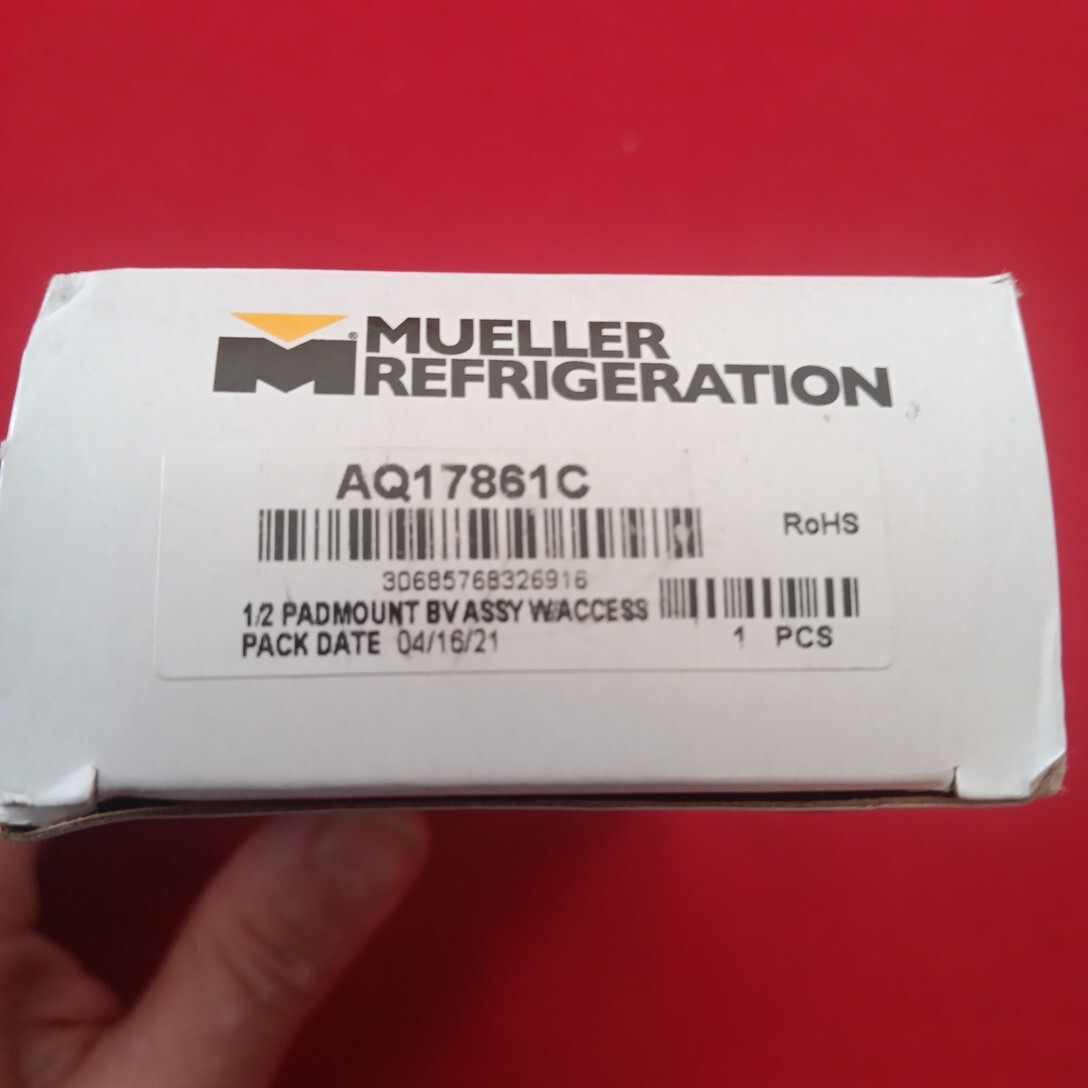 MUELLER
REFRIGERATION
AQ17861C
RoHS
30685768326916
1/2 PADMOUNT BV ASSY W/ACCESS
PACK DATE 04/16/21
1 PCS